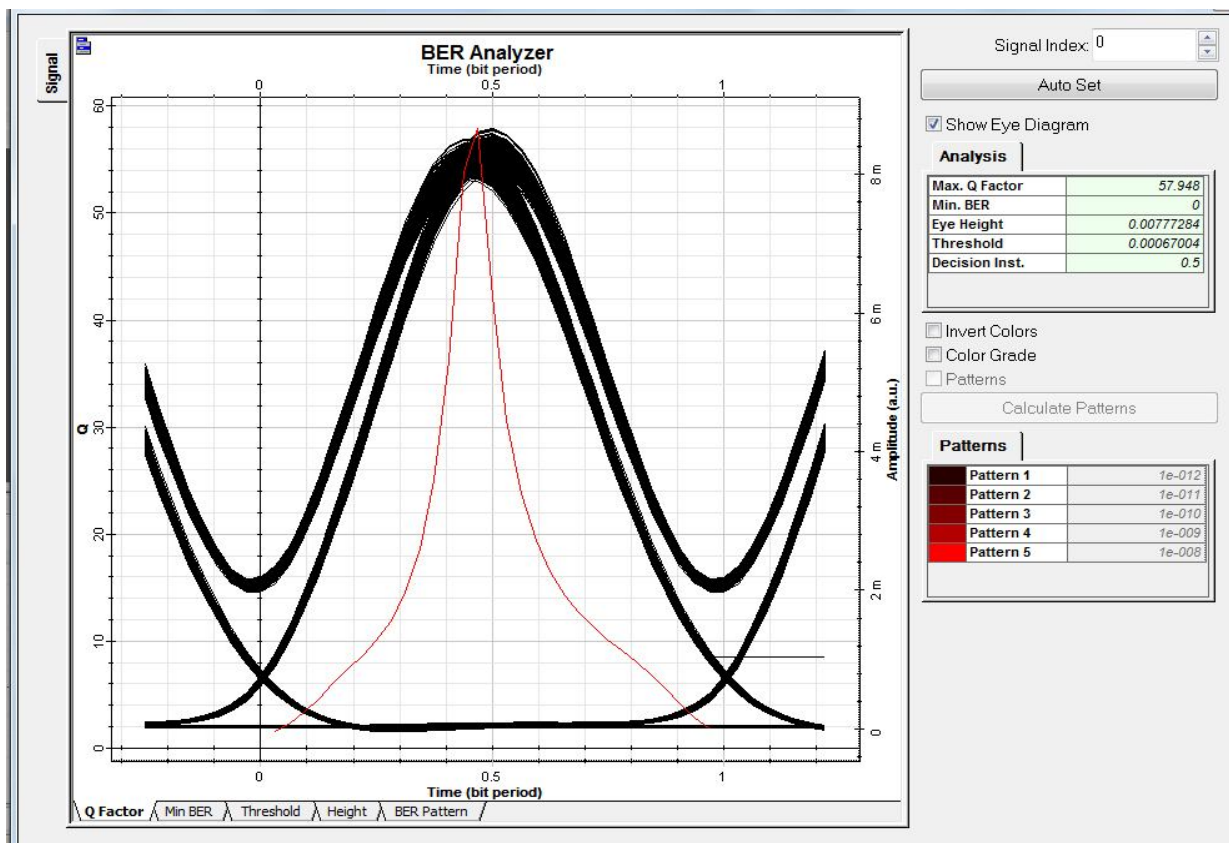 Signal
BER Analyzer
Time (bit period)
0 0.5 1
60
50
40
30
20
10
0
Q
8 m
6 m
4 m
2 m
0
Amplitude (a.u.)
0 0.5 1
Time (bit period)
Q Factor Min BER Threshold Height BER Pattern
Signal Index: 0
Auto Set
Show Eye Diagram
Analysis
Max. Q Factor 57.948
Min. BER 0
Eye Height 0.00777284
Threshold 0.00067004
Decision Inst. 0.5
Invert Colors
Color Grade
Patterns
Calculate Patterns
Patterns
Pattern 1 1e-012
Pattern 2 1e-011
Pattern 3 1e-010
Pattern 4 1e-009
Pattern 5 1e-008